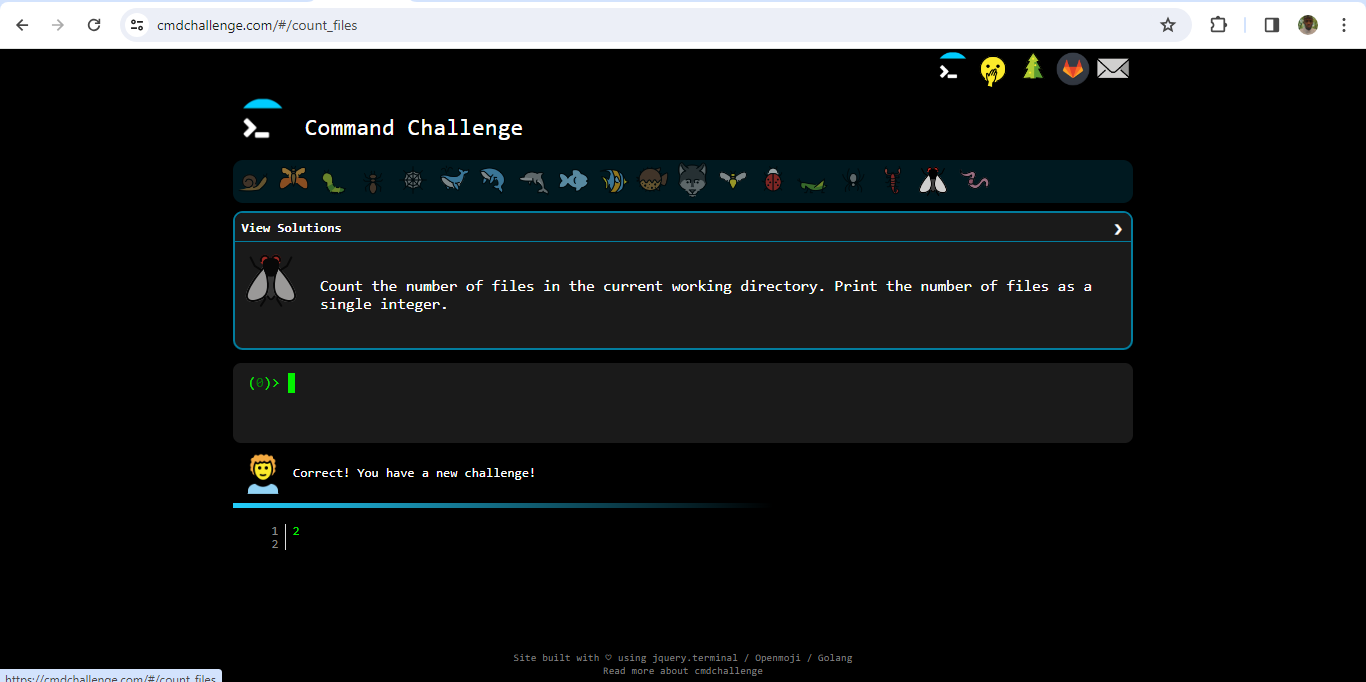 cmdchallenge.com/#/count_files
Command Challenge
View Solutions
Count the number of files in the current working directory. Print the number of files as a
single integer.
(0)>
Correct! You have a new challenge!
1 2
2
Site built with ♡ using jquery.terminal / Openmoji / Golang
Read more about cmdchallenge
https://cmdchallenge.com/#/count_files